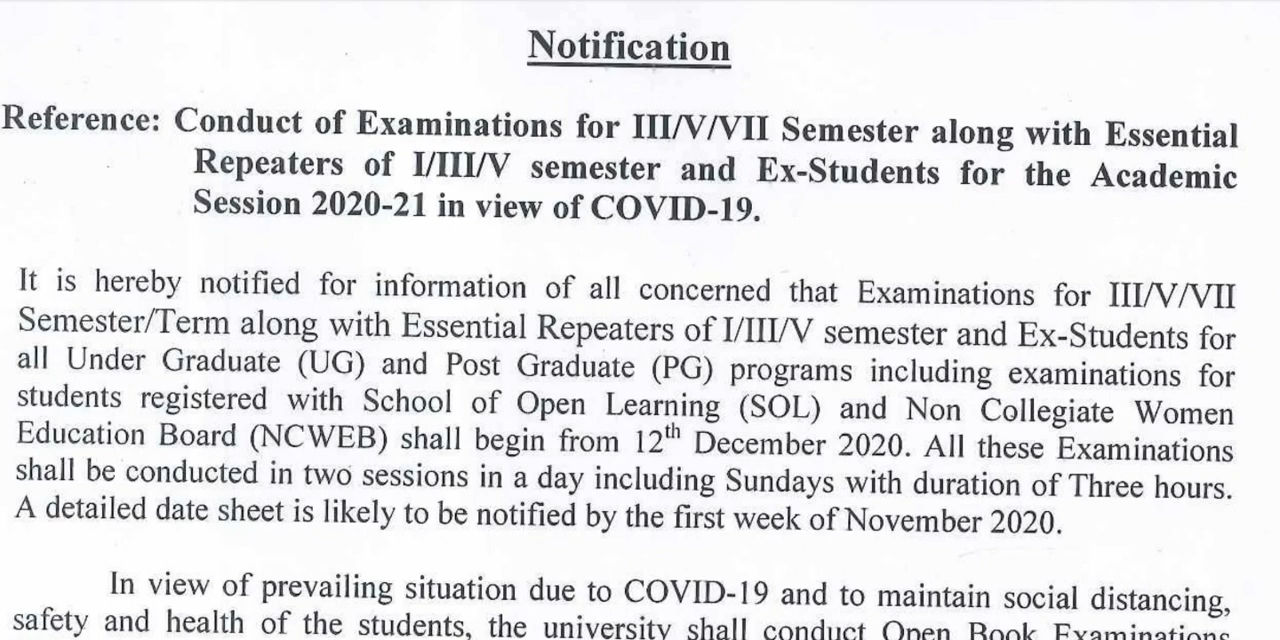 Notification
Reference: Conduct of Examinations for III/V/VII Semester along with Essential
Repeaters of I/III/V semester and Ex-Students for the Academic
Session 2020-21 in view of COVID-19.
It is hereby notified for information of all concerned that Examinations for III/V/VII
Semester/Term along with Essential Repeaters of I/III/V semester and Ex-Students for
all Under Graduate (UG) and Post Graduate (PG) programs including examinations for
students registered with School of Open Learning (SOL) and Non Collegiate Women
Education Board (NCWEB) shall begin from 12th December 2020. All these Examinations
shall be conducted in two sessions in a day including Sundays with duration of Three hours.
A detailed date sheet is likely to be notified by the first week of November 2020.
In view of prevailing situation due to COVID-19 and to maintain social distancing,
safety and health of the students, the university shall conduct Open Book Examinations